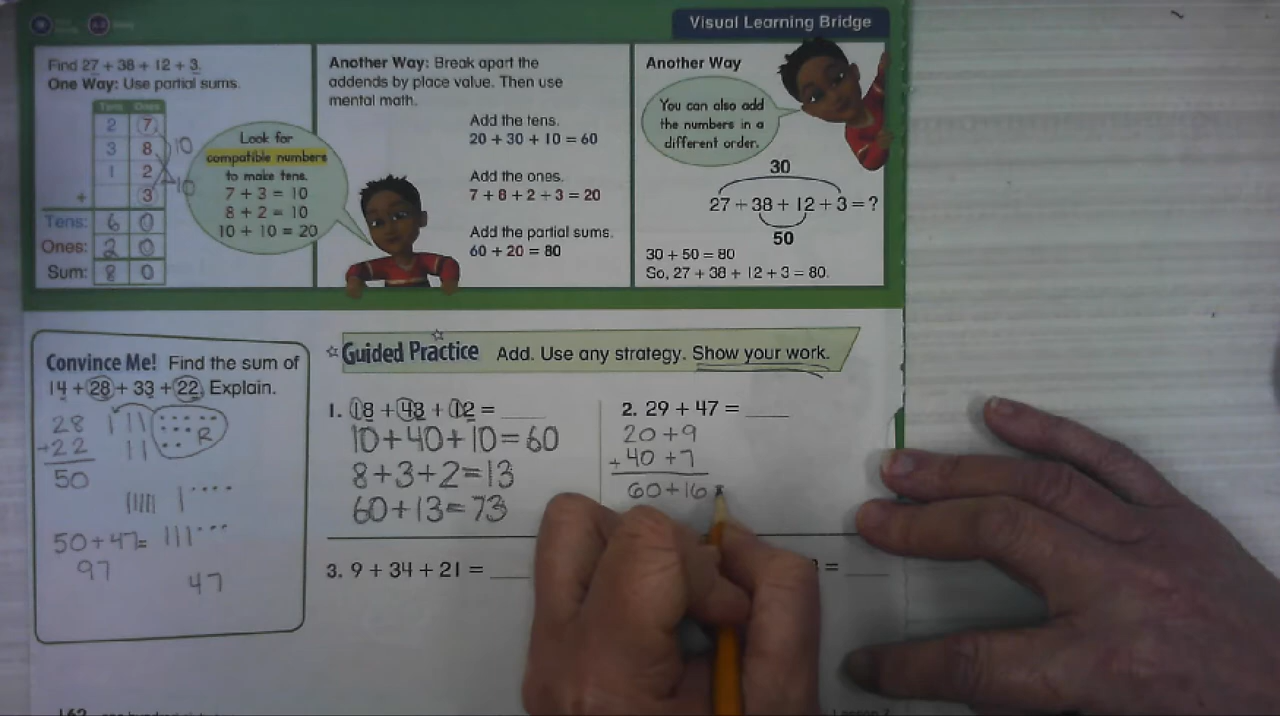 Visual Learning Bridge
Find 27 + 38 + 12 + 3.
One Way: Use partial sums.
Tens Ones
2 7
3 8 10
1 2
+ 3 10
Tens: 6 0
Ones: 2 0
Sum: 8 0
Look for
compatible numbers
to make tens.
7 + 3 = 10
8 + 2 = 10
10 + 10 = 20
Another Way: Break apart the
addends by place value. Then use
mental math.
Add the tens.
20 + 30 + 10 = 60
Add the ones.
7 + 8 + 2 + 3 = 20
Add the partial sums.
60 + 20 = 80
Another Way
You can also add
the numbers in a
different order.
30
27 + 38 + 12 + 3 = ?
50
30 + 50 = 80
So, 27 + 38 + 12 + 3 = 80.
Convince Me! Find the sum of
14 + 28 + 33 + 22. Explain.
28
+22
50
R
50+47=
97
47
Guided Practice Add. Use any strategy. Show your work.
1. 18 + 43 + 12 = ____
10+40+10=60
8+3+2=13
60+13=73
2. 29 + 47 = ____
20+9
+40+7
60+16
3. 9 + 34 + 21 = ____
= ____